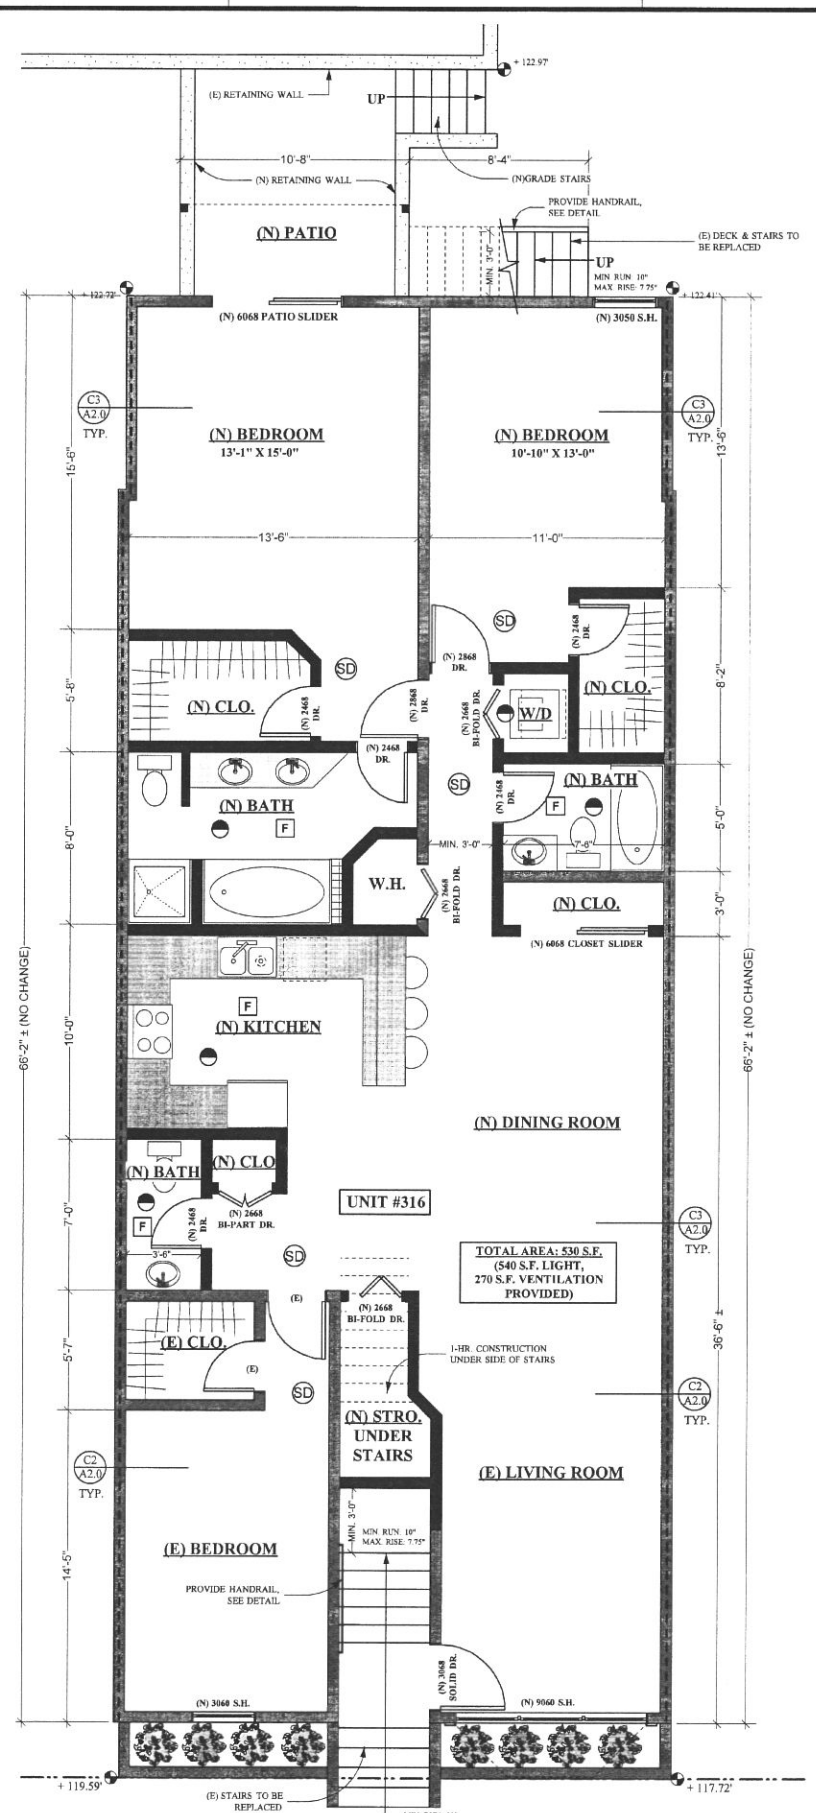 + 122.97'
(E) RETAINING WALL
UP
10'-8"
8'-4"
(N) RETAINING WALL
(N)GRADE STAIRS
PROVIDE HANDRAIL,
SEE DETAIL
(N) PATIO
(E) DECK & STAIRS TO
BE REPLACED
MIN. 3'-0"
UP
MIN RUN: 10"
MAX. RISE: 7.75"
+ 122.72'
+ 122.41'
(N) 6068 PATIO SLIDER
(N) 3050 S.H.
C3
A2.0
TYP.
C3
A2.0
TYP.
(N) BEDROOM
13'-1" X 15'-0"
(N) BEDROOM
10'-10" X 13'-0"
15'-6"
13'-6"
13'-6"
11'-0"
SD
(N) 2468
DR.
(N) 2868
DR.
SD
5'-8"
8'-2"
(N) CLO.
(N) 2468
DR.
(N) 2868
DR.
(N) 2668
BI-FOLD DR.
W/D
(N) CLO.
(N) 2468
DR.
SD
(N) 2468
DR.
(N) BATH
(N) BATH
F
F
8'-0"
5'-0"
MIN. 3'-0"
7'-6"
W.H.
(N) 2668
BI-FOLD DR.
(N) CLO.
3'-0"
(N) 6068 CLOSET SLIDER
66'-2" ± (NO CHANGE)
66'-2" ± (NO CHANGE)
F
(N) KITCHEN
10'-0"
(N) DINING ROOM
(N) BATH
(N) CLO
(N) 2668
BI-PART DR.
UNIT #316
7'-0"
F
(N) 2468
DR.
3'-6"
SD
C3
A2.0
TYP.
TOTAL AREA: 530 S.F.
(540 S.F. LIGHT,
270 S.F. VENTILATION
PROVIDED)
(E)
(N) 2668
BI-FOLD DR.
36'-6" ±
5'-7"
(E) CLO.
(E)
SD
1-HR. CONSTRUCTION
UNDER SIDE OF STAIRS
C2
A2.0
TYP.
(N) STRO.
UNDER
STAIRS
C2
A2.0
TYP.
(E) LIVING ROOM
MIN. 3'-0"
MIN. RUN: 10"
MAX. RISE: 7.75"
(E) BEDROOM
14'-5"
PROVIDE HANDRAIL,
SEE DETAIL
(N) 3068
SOLID DR.
(N) 3060 S.H.
(N) 9060 S.H.
+ 119.59'
+ 117.72'
(E) STAIRS TO BE
REPLACED